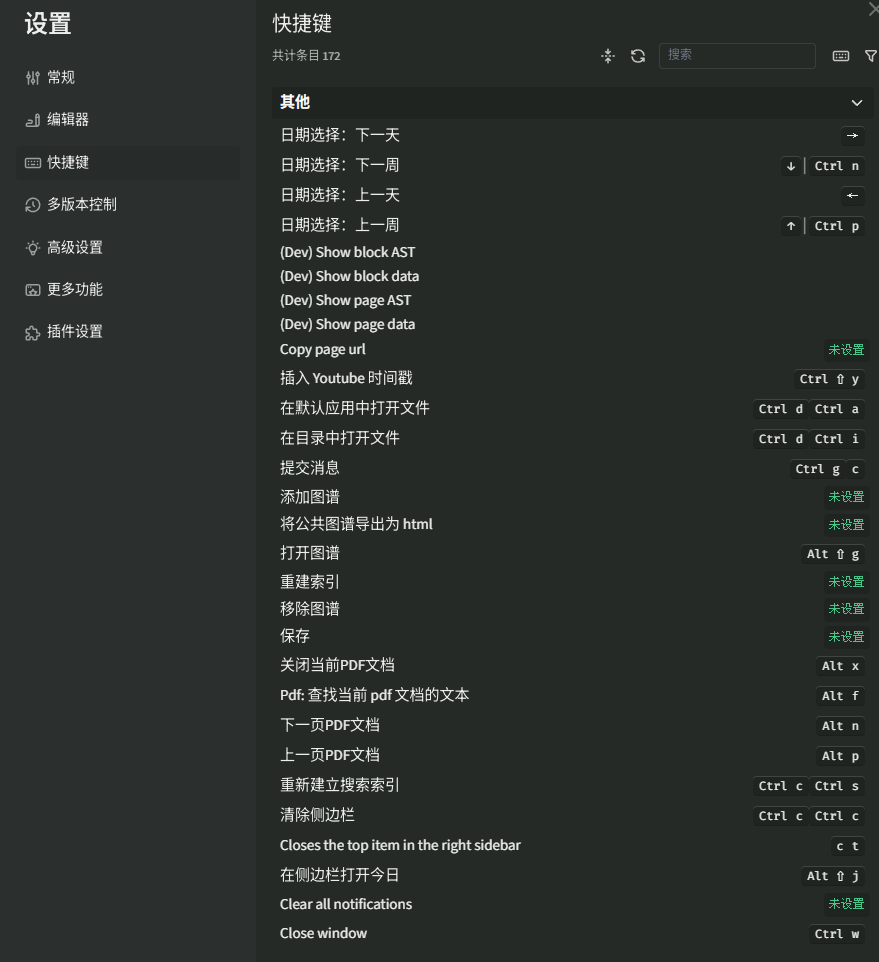 设置
常规
编辑器
快捷键
多版本控制
高级设置
更多功能
插件设置
快捷键
共计条目 172
搜索
其他
日期选择：下一天 →
日期选择：下一周 ↓ | Ctrl n
日期选择：上一天 ←
日期选择：上一周 ↑ | Ctrl p
(Dev) Show block AST
(Dev) Show block data
(Dev) Show page AST
(Dev) Show page data
Copy page url 未设置
插入 Youtube 时间戳 Ctrl ⇧ y
在默认应用中打开文件 Ctrl d Ctrl a
在目录中打开文件 Ctrl d Ctrl i
提交消息 Ctrl g c
添加图谱 未设置
将公共图谱导出为 html 未设置
打开图谱 Alt ⇧ g
重建索引 未设置
移除图谱 未设置
保存 未设置
关闭当前PDF文档 Alt x
Pdf: 查找当前 pdf 文档的文本 Alt f
下一页PDF文档 Alt n
上一页PDF文档 Alt p
重新建立搜索索引 Ctrl c Ctrl s
清除侧边栏 Ctrl c Ctrl c
Closes the top item in the right sidebar c t
在侧边栏打开今日 Alt ⇧ j
Clear all notifications 未设置
Close window Ctrl w